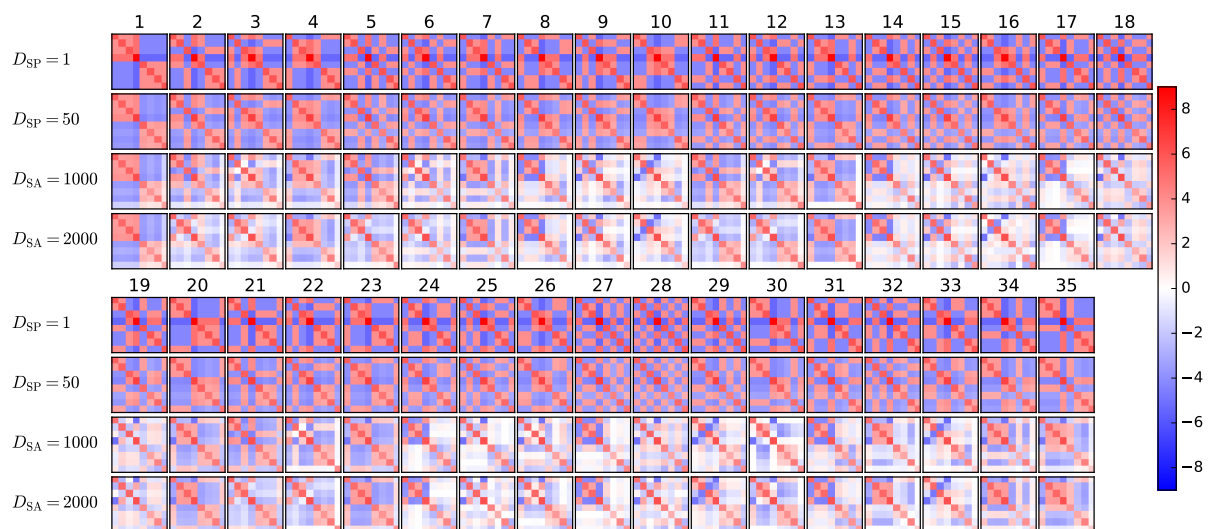 1 2 3 4 5 6 7 8 9 10 11 12 13 14 15 16 17 18
D_SP = 1
D_SP = 50
D_SA = 1000
D_SA = 2000
19 20 21 22 23 24 25 26 27 28 29 30 31 32 33 34 35
D_SP = 1
D_SP = 50
D_SA = 1000
D_SA = 2000
8
6
4
2
0
−2
−4
−6
−8